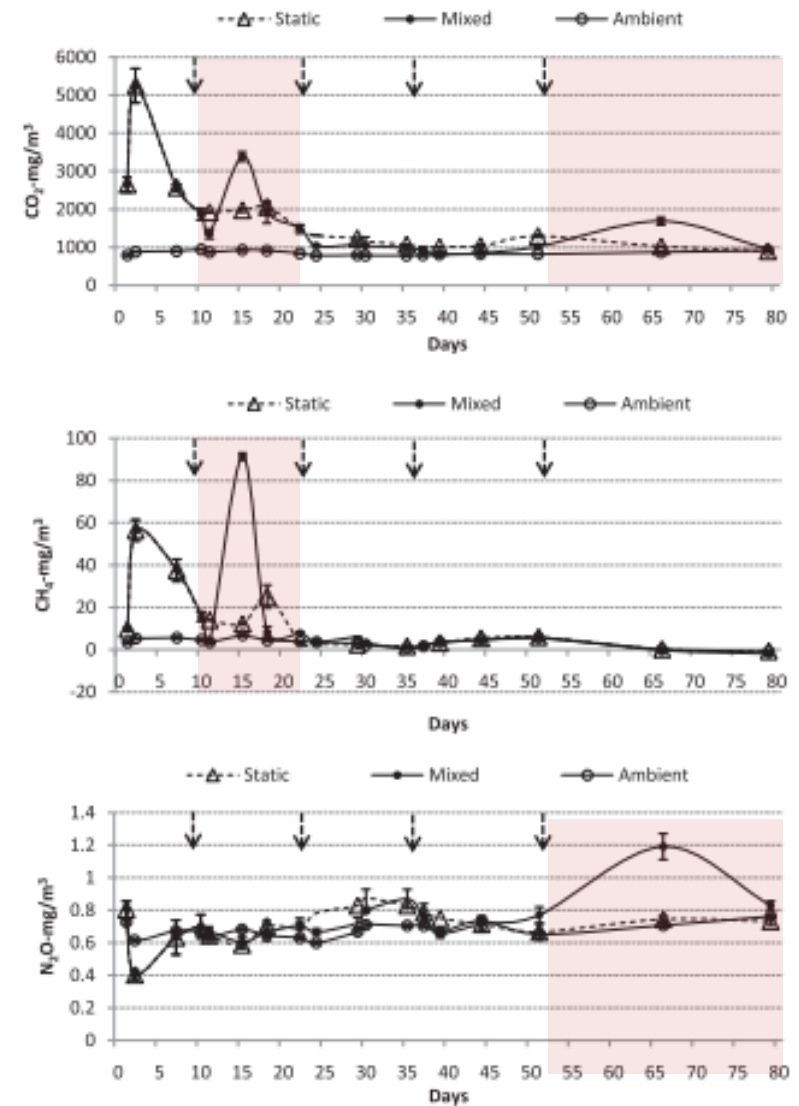 Static Mixed Ambient
6000
5000
4000
3000
2000
1000
0
CO₂-mg/m³
0 5 10 15 20 25 30 35 40 45 50 55 60 65 70 75 80
Days
Static Mixed Ambient
100
80
60
40
20
0
-20
CH₄-mg/m³
0 5 10 15 20 25 30 35 40 45 50 55 60 65 70 75 80
Days
Static Mixed Ambient
1.4
1.2
1
0.8
0.6
0.4
0.2
0
N₂O-mg/m³
0 5 10 15 20 25 30 35 40 45 50 55 60 65 70 75 80
Days